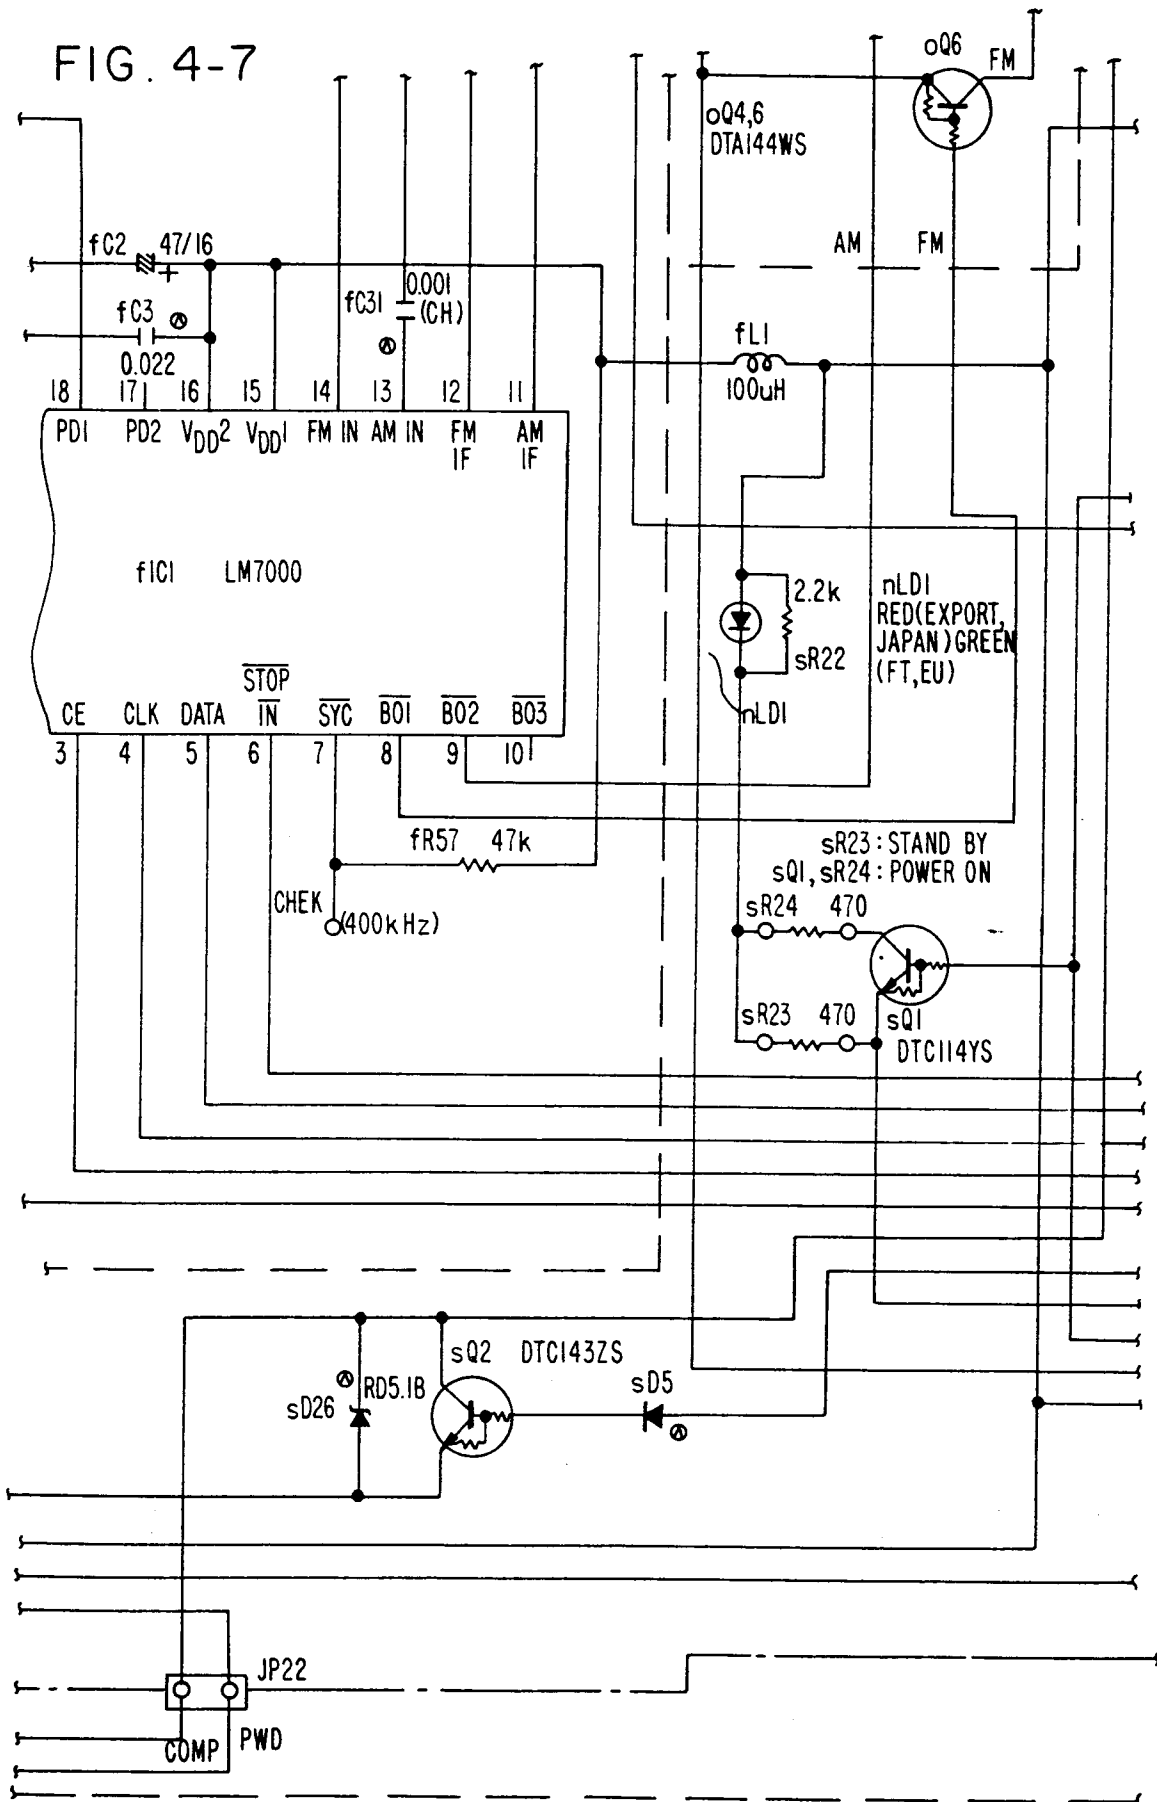 FIG. 4-7
oQ6
FM
oQ4,6
DTA144WS
AM
FM
fC2
47/16
+
fC3
0.022
fC31
0.001
(CH)
fL1
100uH
18
17
16
15
14
13
12
11
PD1
PD2
VDD2
VDD1
FM IN
AM IN
FM
IF
AM
IF
fIC1
LM7000
CE
CLK
DATA
STOP
IN
SYC
BO1
BO2
BO3
3
4
5
6
7
8
9
10
2.2k
sR22
nLD1
nLD1
RED(EXPORT,
JAPAN)GREEN
(FT,EU)
fR57 47k
CHEK
(400kHz)
sR23:STAND BY
sQ1,sR24:POWER ON
sR24 470
sR23 470
sQ1
DTC114YS
sQ2
DTC143ZS
sD26
RD5.1B
sD5
JP22
COMP
PWD